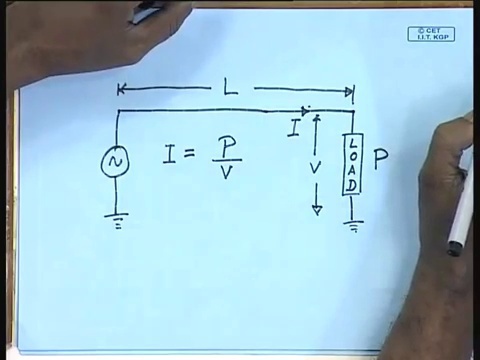 © CET
I.I.T. KGP
L
I
I = P/V
V
LOAD
P